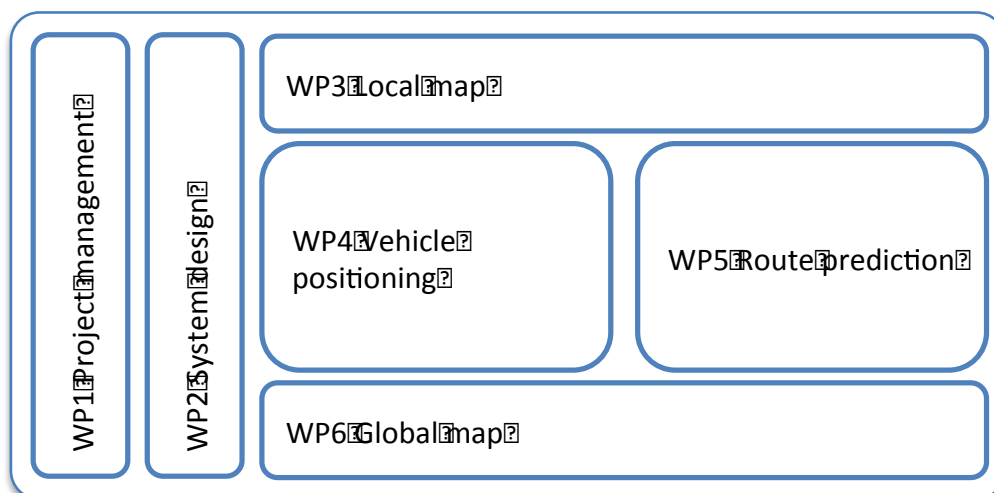 WP1 Project management
WP2 System design
WP3 Local map
WP4 Vehicle
positioning
WP5 Route prediction
WP6 Global map